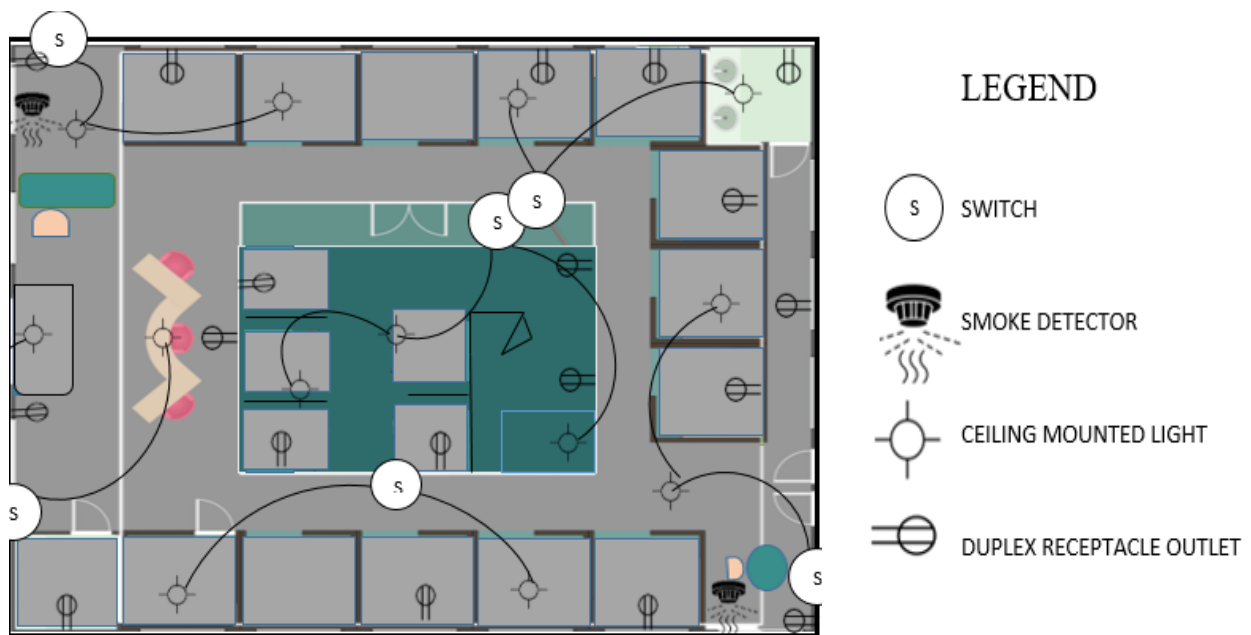 S
LEGEND
S
S
S
SWITCH
SMOKE DETECTOR
CEILING MOUNTED LIGHT
S
S
DUPLEX RECEPTACLE OUTLET
S